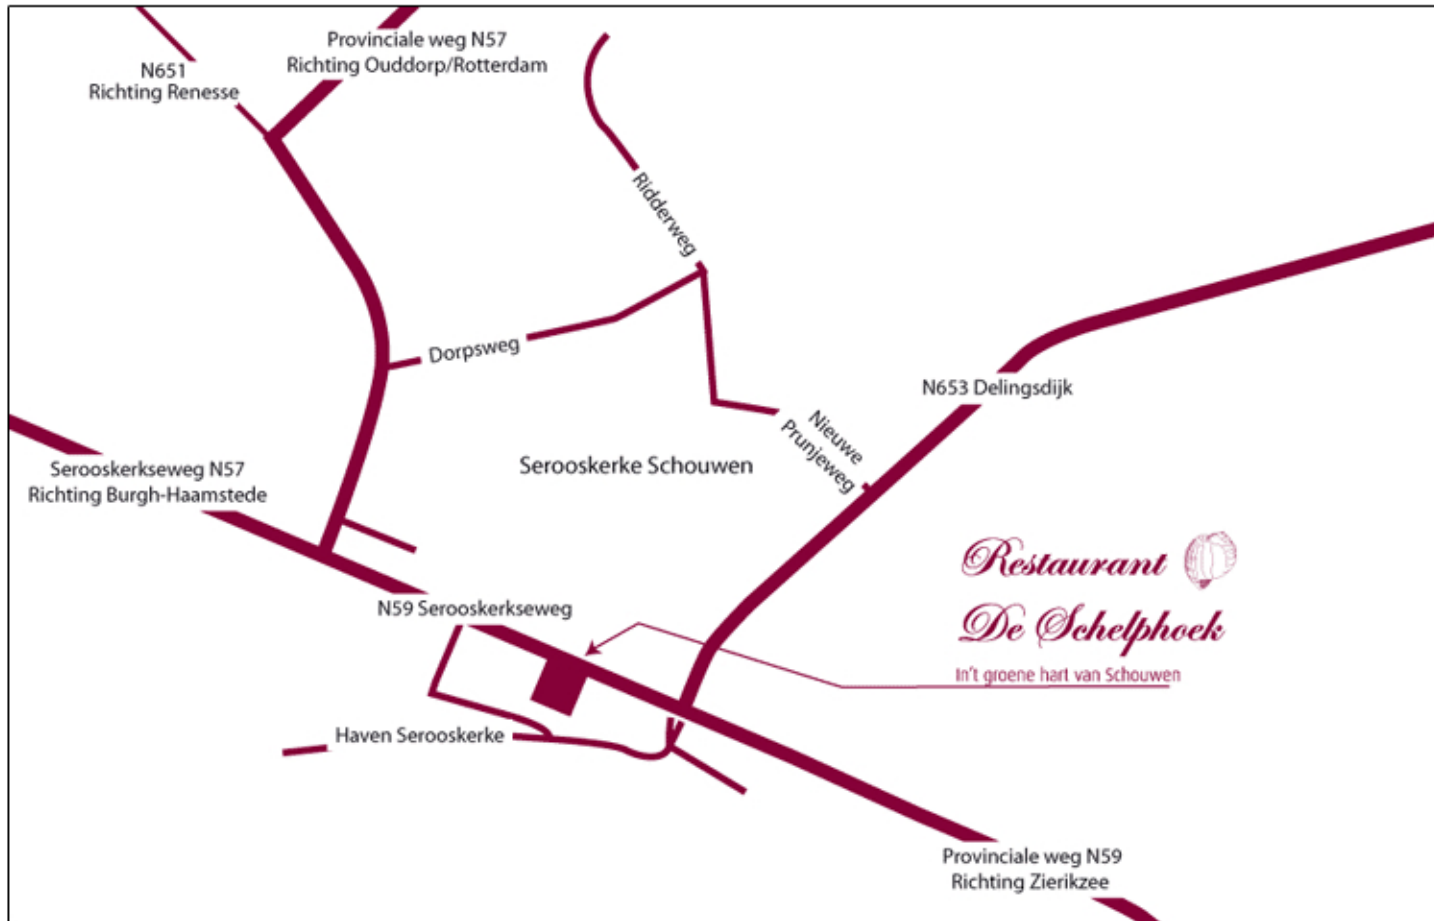 Provinciale weg N57
Richting Ouddorp/Rotterdam
N651
Richting Renesse
Ridderweg
Dorpsweg
N653 Delingsdijk
Nieuwe
Prunjeweg
Serooskerkseweg N57
Richting Burgh-Haamstede
Serooskerke Schouwen
Restaurant
De Schelphoek
In't groene hart van Schouwen
N59 Serooskerkseweg
Haven Serooskerke
Provinciale weg N59
Richting Zierikzee